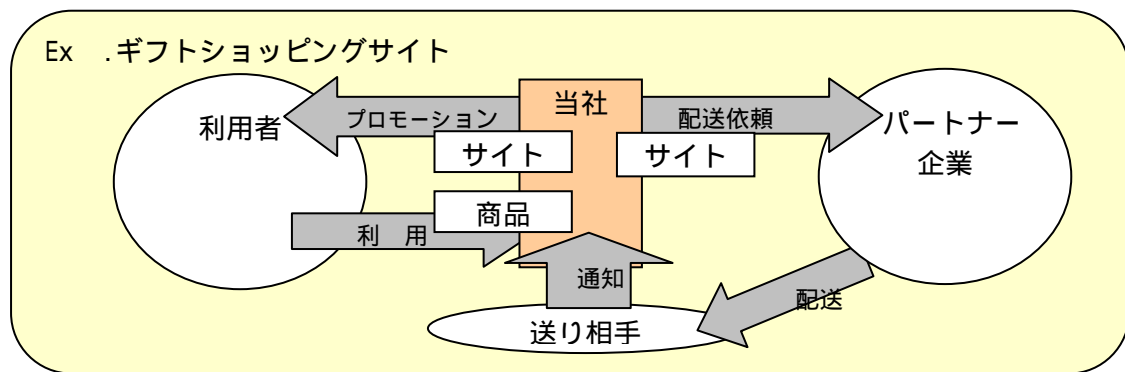 Ex .ギフトショッピングサイト
利用者
プロモーション
当社
配送依頼
パートナー
企業
サイト
サイト
商品
利 用
通知
配送
送り相手